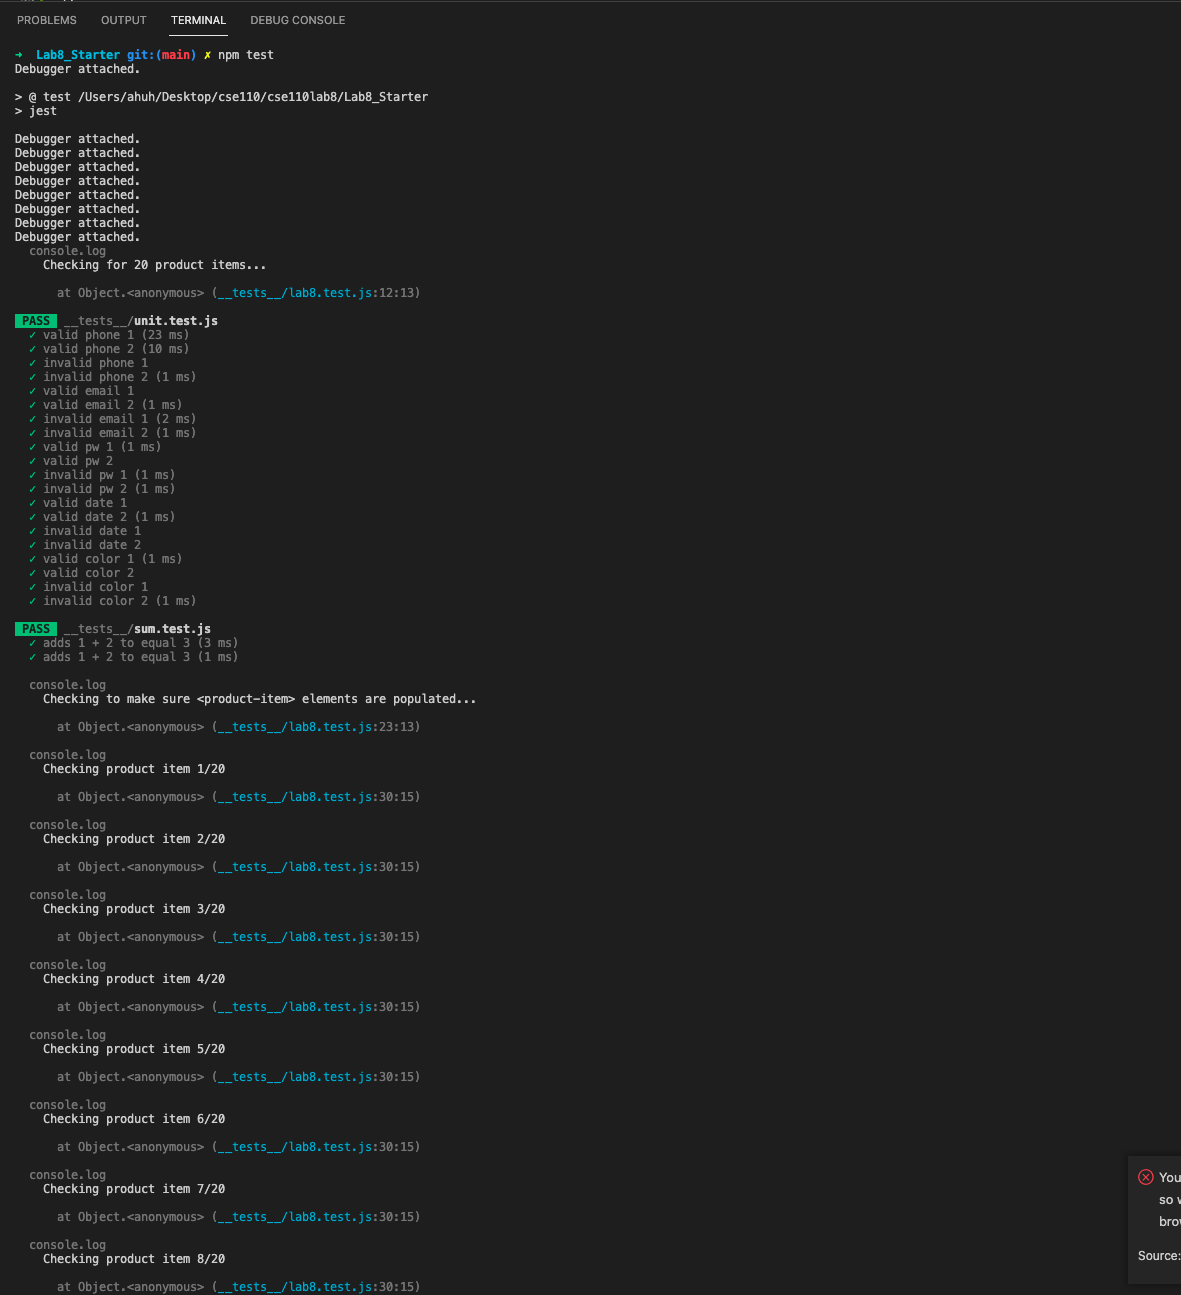 PROBLEMS OUTPUT TERMINAL DEBUG CONSOLE
➜ Lab8_Starter git:(main) ✗ npm test
Debugger attached.
> @ test /Users/ahuh/Desktop/cse110/cse110lab8/Lab8_Starter
> jest
Debugger attached.
Debugger attached.
Debugger attached.
Debugger attached.
Debugger attached.
Debugger attached.
Debugger attached.
Debugger attached.
console.log
Checking for 20 product items...
at Object.<anonymous> (__tests__/lab8.test.js:12:13)
PASS __tests__/unit.test.js
✓ valid phone 1 (23 ms)
✓ valid phone 2 (10 ms)
✓ invalid phone 1
✓ invalid phone 2 (1 ms)
✓ valid email 1
✓ valid email 2 (1 ms)
✓ invalid email 1 (2 ms)
✓ invalid email 2 (1 ms)
✓ valid pw 1 (1 ms)
✓ valid pw 2
✓ invalid pw 1 (1 ms)
✓ invalid pw 2 (1 ms)
✓ valid date 1
✓ valid date 2 (1 ms)
✓ invalid date 1
✓ invalid date 2
✓ valid color 1 (1 ms)
✓ valid color 2
✓ invalid color 1
✓ invalid color 2 (1 ms)
PASS __tests__/sum.test.js
✓ adds 1 + 2 to equal 3 (3 ms)
✓ adds 1 + 2 to equal 3 (1 ms)
console.log
Checking to make sure <product-item> elements are populated...
at Object.<anonymous> (__tests__/lab8.test.js:23:13)
console.log
Checking product item 1/20
at Object.<anonymous> (__tests__/lab8.test.js:30:15)
console.log
Checking product item 2/20
at Object.<anonymous> (__tests__/lab8.test.js:30:15)
console.log
Checking product item 3/20
at Object.<anonymous> (__tests__/lab8.test.js:30:15)
console.log
Checking product item 4/20
at Object.<anonymous> (__tests__/lab8.test.js:30:15)
console.log
Checking product item 5/20
at Object.<anonymous> (__tests__/lab8.test.js:30:15)
console.log
Checking product item 6/20
at Object.<anonymous> (__tests__/lab8.test.js:30:15)
console.log
Checking product item 7/20
at Object.<anonymous> (__tests__/lab8.test.js:30:15)
console.log
Checking product item 8/20
at Object.<anonymous> (__tests__/lab8.test.js:30:15)
You
so
Source: